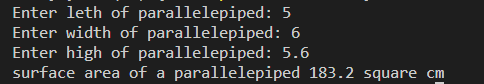 Enter leth of parallelepiped: 5
Enter width of parallelepiped: 6
Enter high of parallelepiped: 5.6
surface area of a parallelepiped 183.2 square cm